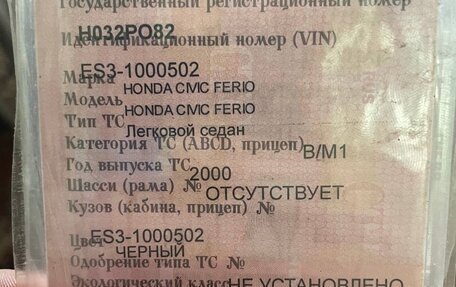 Государственный регистрационный номер
Н032РО82
Идентификационный номер (VIN)
ES3-1000502
Марка
HONDA CIVIC FERIO
Модель
HONDA CIVIC FERIO
Тип ТС
Легковой седан
Категория ТС (ABCD, прицеп)
B/M1
Год выпуска ТС
2000
Шасси (рама) №
ОТСУТСТВУЕТ
Кузов (кабина, прицеп) №
ES3-1000502
Цвет
ЧЕРНЫЙ
Одобрение типа ТС №
Экологический класс
НЕ УСТАНОВЛЕНО